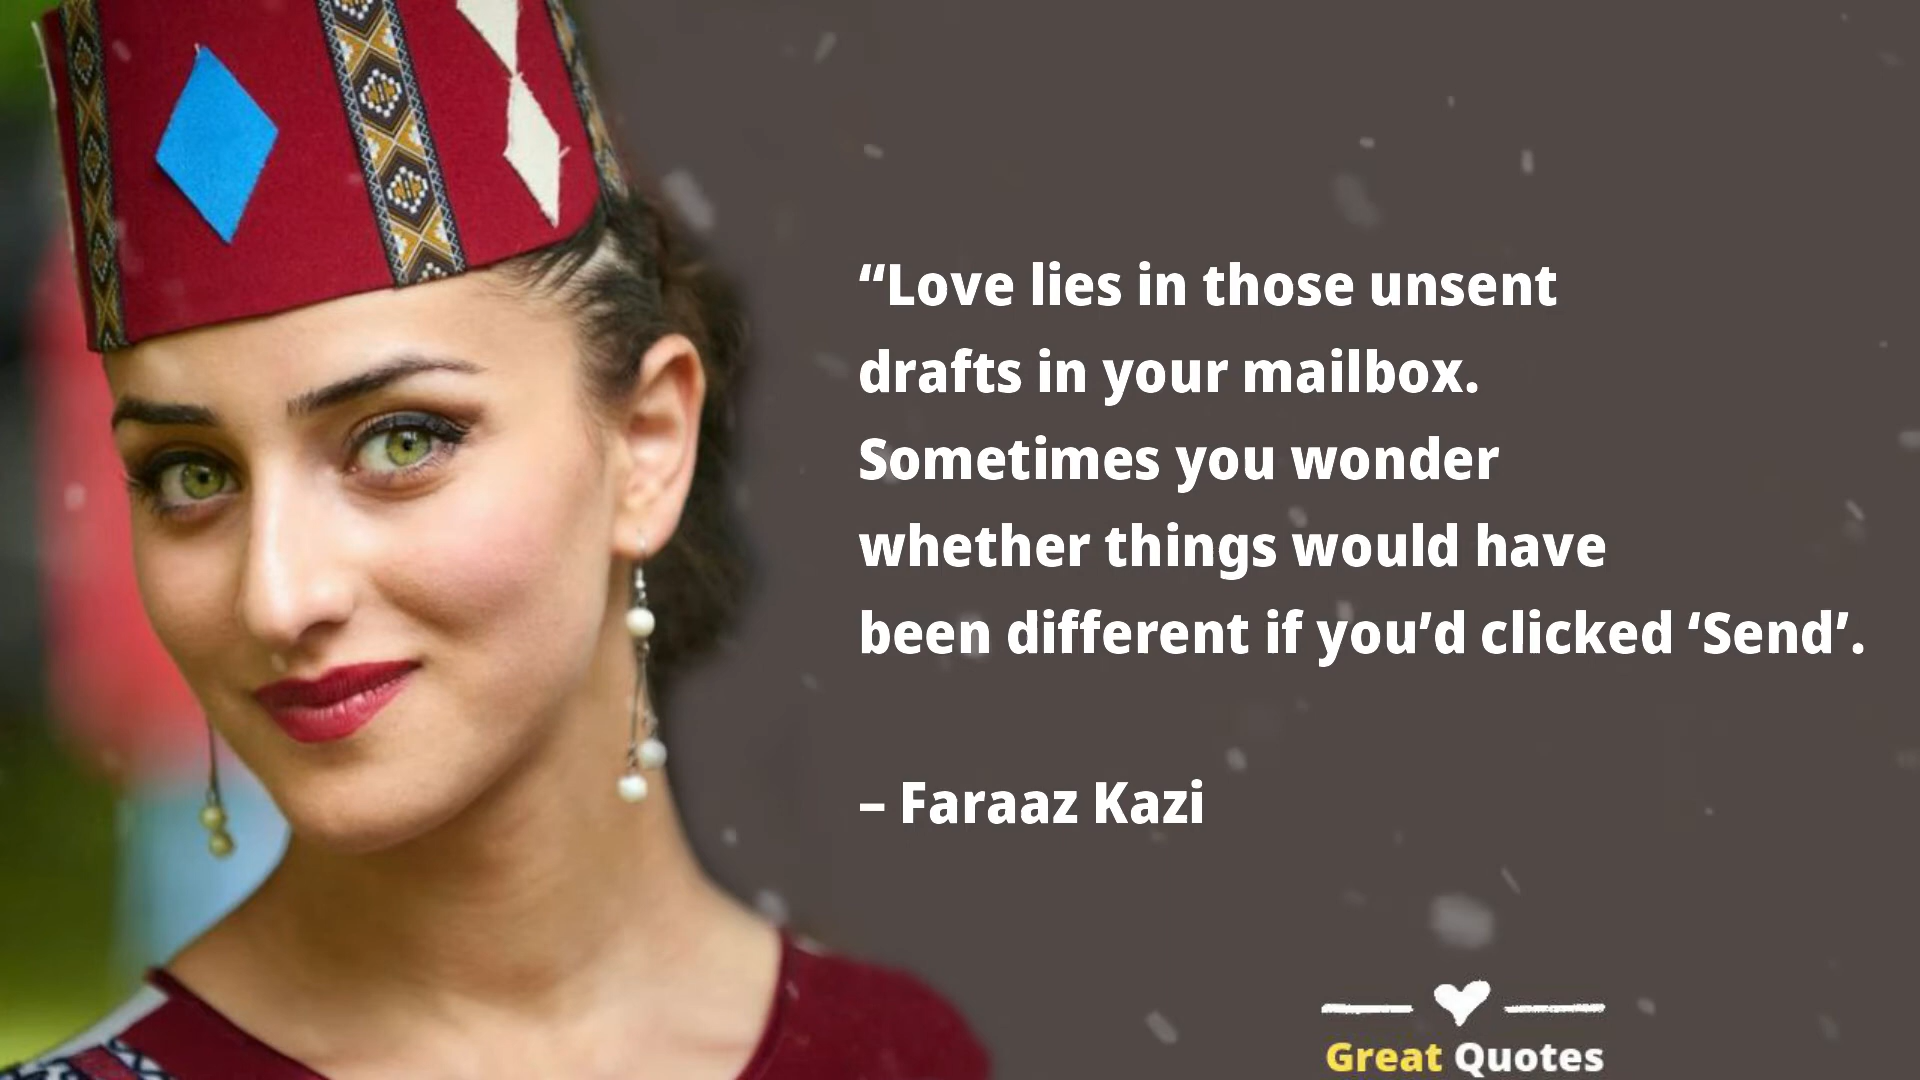 “Love lies in those unsent
drafts in your mailbox.
Sometimes you wonder
whether things would have
been different if you’d clicked ‘Send’.
– Faraaz Kazi
Great Quotes